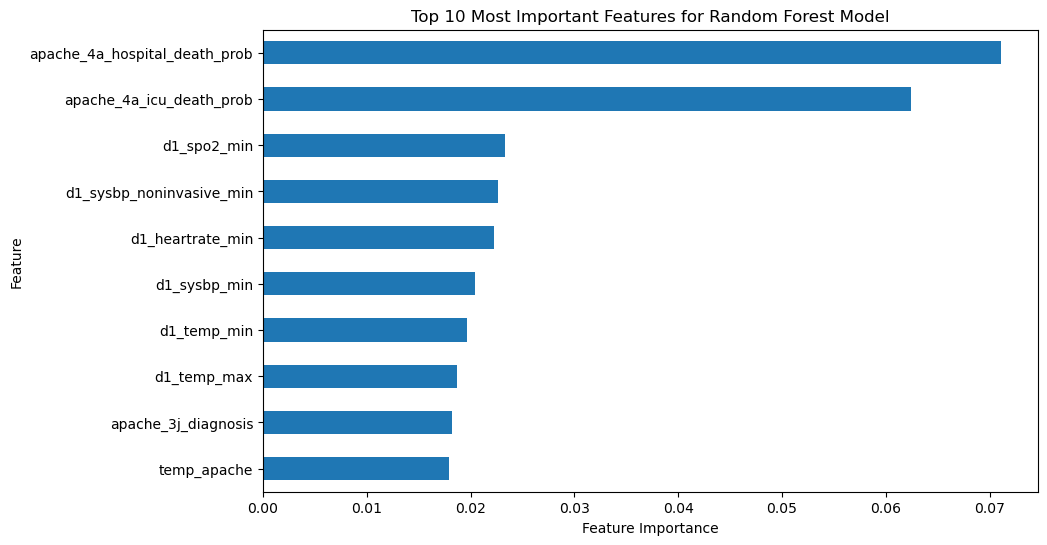 Top 10 Most Important Features for Random Forest Model
apache_4a_hospital_death_prob
apache_4a_icu_death_prob
d1_spo2_min
d1_sysbp_noninvasive_min
d1_heartrate_min
d1_sysbp_min
d1_temp_min
d1_temp_max
apache_3j_diagnosis
temp_apache
Feature
0.00 0.01 0.02 0.03 0.04 0.05 0.06 0.07
Feature Importance